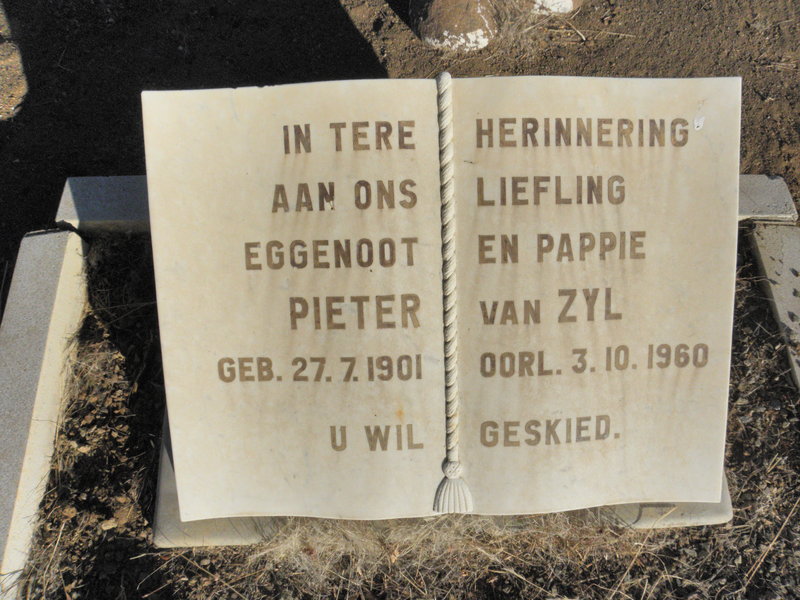 IN TERE HERINNERING
AAN ONS LIEFLING
EGGENOOT EN PAPPIE
PIETER VAN ZYL
GEB. 27. 7. 1901 OORL. 3. 10. 1960
U WIL GESKIED.